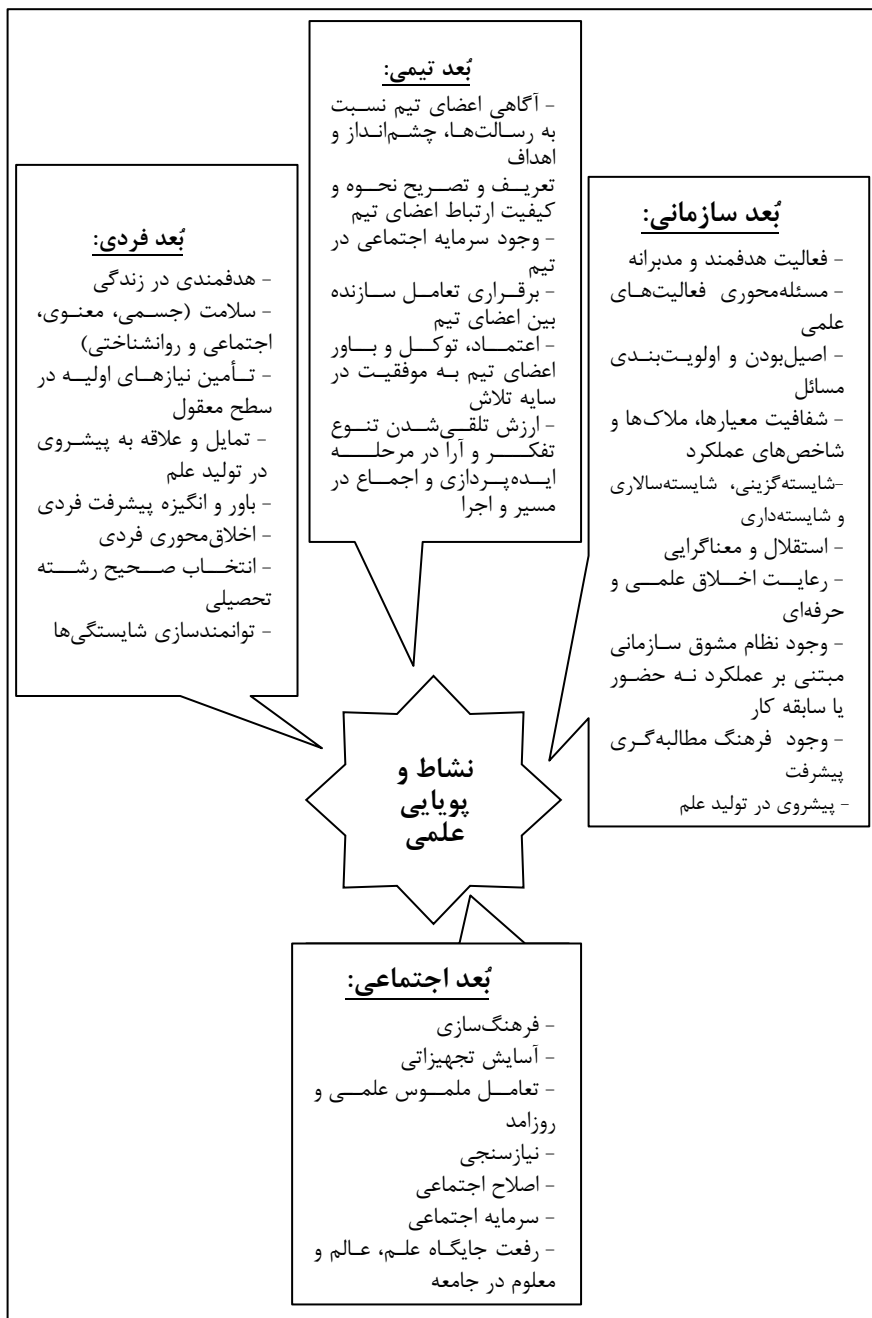 بُعد تیمی:
- آگاهی اعضای تیم نسبت
به رسالت‌ها، چشم‌انداز و
اهداف
تعریف و تصریح نحوه و
کیفیت ارتباط اعضای تیم
- وجود سرمایه اجتماعی در
تیم
- برقراری تعامل سازنده
بین اعضای تیم
- اعتماد، توکل و باور
اعضای تیم به موفقیت در
سایه تلاش
- ارزش تلقی‌شدن تنوع
تفکر و آرا در مرحله
ایده‌پردازی و اجماع در
مسیر و اجرا
بُعد سازمانی:
- فعالیت هدفمند و مدبرانه
- مسئله‌محوری فعالیت‌های
علمی
- اصیل‌بودن و اولویت‌بندی
مسائل
- شفافیت معیارها، ملاک‌ها و
شاخص‌های عملکرد
-شایسته‌گزینی، شایسته‌سالاری
و شایسته‌داری
- استقلال و معناگرایی
- رعایت اخلاق علمی و
حرفه‌ای
- وجود نظام مشوق سازمانی
مبتنی بر عملکرد نه حضور
یا سابقه کار
- وجود فرهنگ مطالبه‌گری
پیشرفت
- پیشروی در تولید علم
بُعد فردی:
- هدفمندی در زندگی
- سلامت (جسمی، معنوی،
اجتماعی و روانشناختی)
- تأمین نیازهای اولیه در
سطح معقول
- تمایل و علاقه به پیشروی
در تولید علم
- باور و انگیزه پیشرفت فردی
- اخلاق‌محوری فردی
- انتخاب صحیح رشته
تحصیلی
- توانمندسازی شایستگی‌ها
نشاط و
پویایی
علمی
بُعد اجتماعی:
- فرهنگ‌سازی
- آسایش تجهیزاتی
- تعامل ملموس علمی و
روزامد
- نیازسنجی
- اصلاح اجتماعی
- سرمایه اجتماعی
- رفعت جایگاه علم، عالم و
معلوم در جامعه